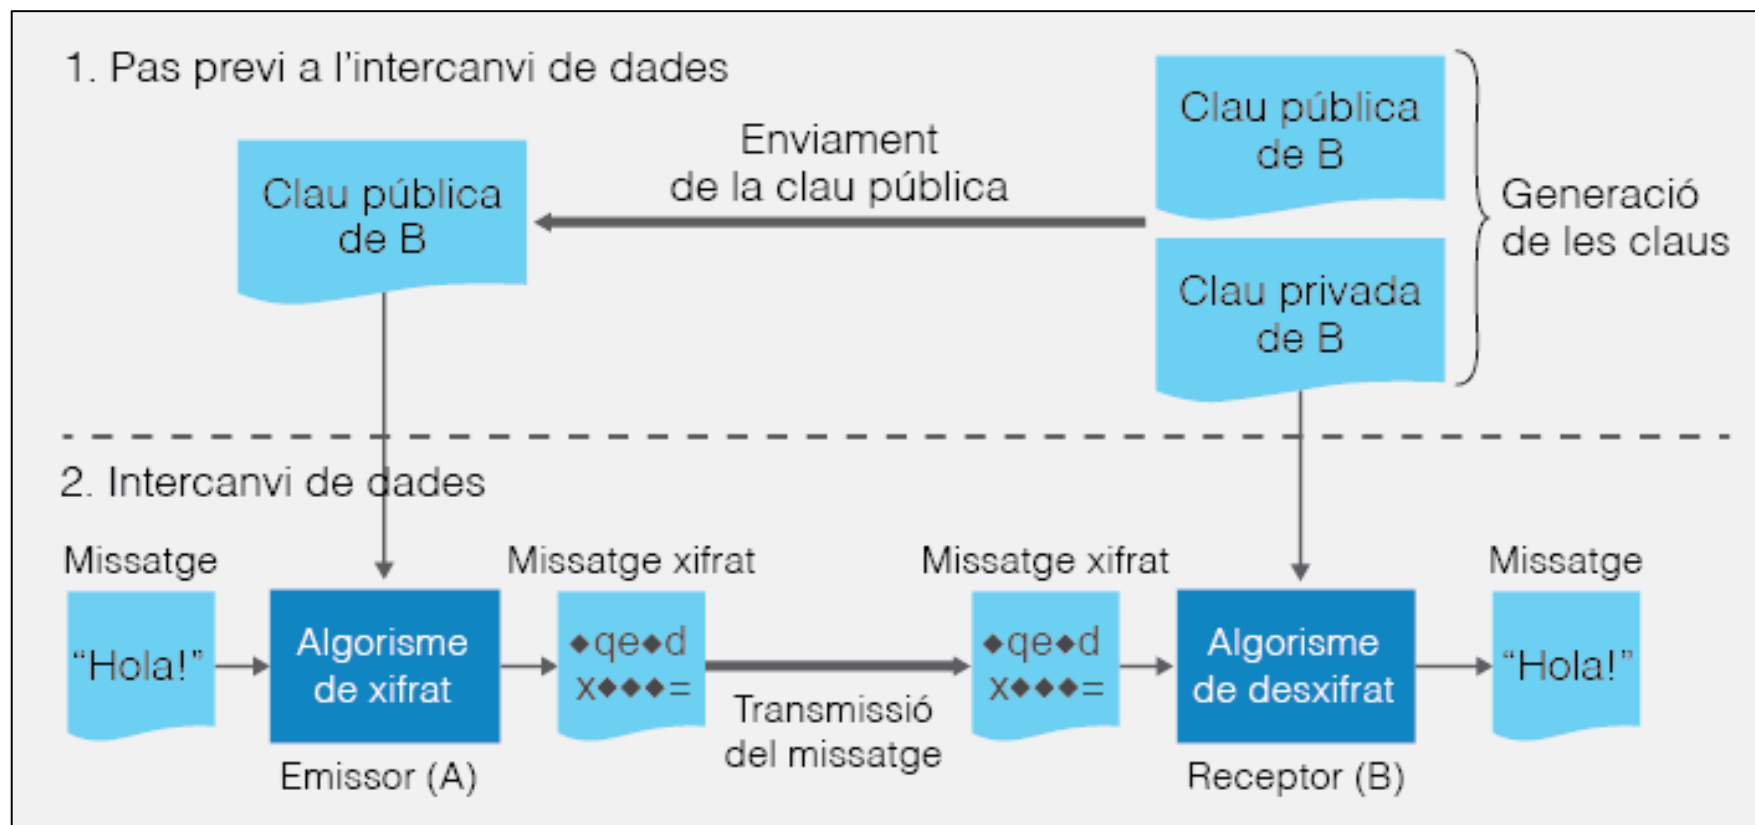 1. Pas previ a l'intercanvi de dades
Clau pública
de B
Enviament
de la clau pública
Clau pública
de B
Clau privada
de B
Generació
de les claus
2. Intercanvi de dades
Missatge
"Hola!"
Algorisme
de xifrat
Emissor (A)
Missatge xifrat
◆qe◆d
x◆◆◆=
Transmissió
del missatge
Missatge xifrat
◆qe◆d
x◆◆◆=
Algorisme
de desxifrat
Receptor (B)
Missatge
"Hola!"